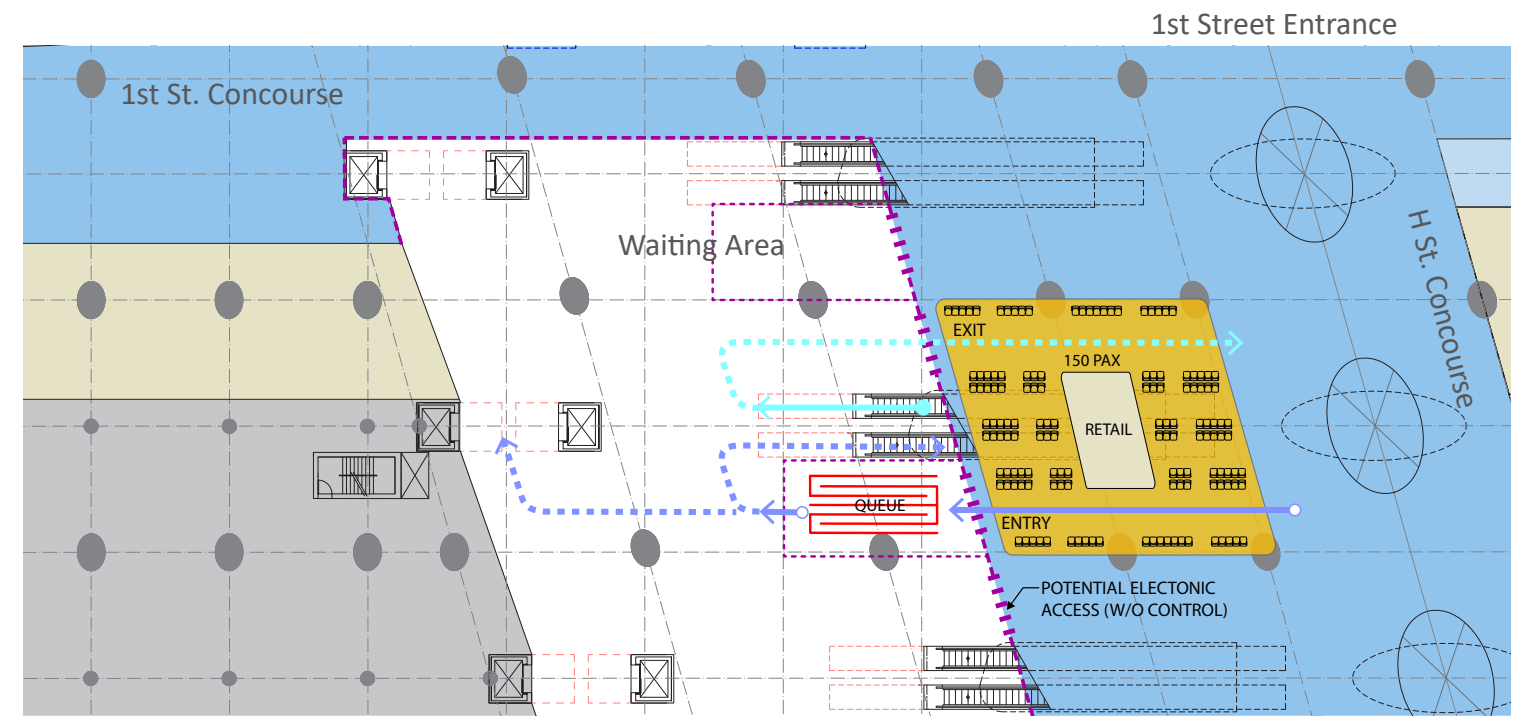 1st Street Entrance
1st St. Concourse
H St. Concourse
Waiting Area
EXIT
150 PAX
RETAIL
QUEUE
ENTRY
POTENTIAL ELECTONIC
ACCESS (W/O CONTROL)